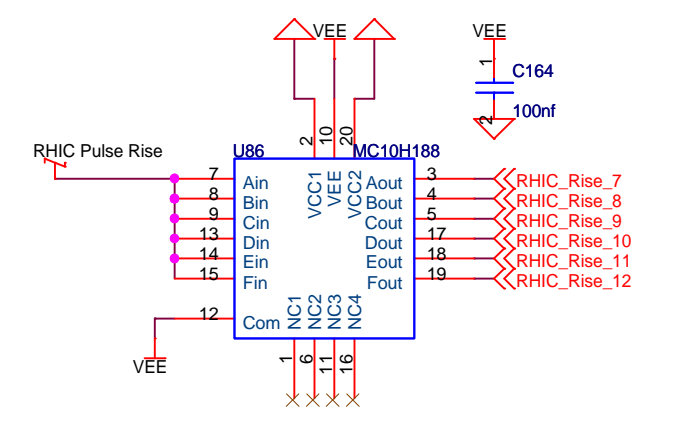 VEE
VEE
1
C164
100nf
2
2
10
20
RHIC Pulse Rise
U86
MC10H188
7
Ain
VCC1
VEE
VCC2
Aout
3
RHIC_Rise_7
8
Bin
Bout
4
RHIC_Rise_8
9
Cin
Cout
5
RHIC_Rise_9
13
Din
Dout
17
RHIC_Rise_10
14
Ein
Eout
18
RHIC_Rise_11
15
Fin
Fout
19
RHIC_Rise_12
12
Com
NC1
NC2
NC3
NC4
VEE
1
6
11
16